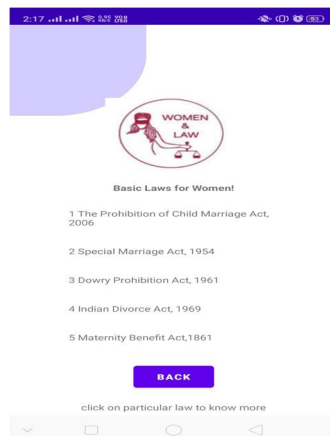 2:17
WOMEN
&
LAW
Basic Laws for Women!
1 The Prohibition of Child Marriage Act,
2006
2 Special Marriage Act, 1954
3 Dowry Prohibition Act, 1961
4 Indian Divorce Act, 1969
5 Maternity Benefit Act,1861
BACK
click on particular law to know more